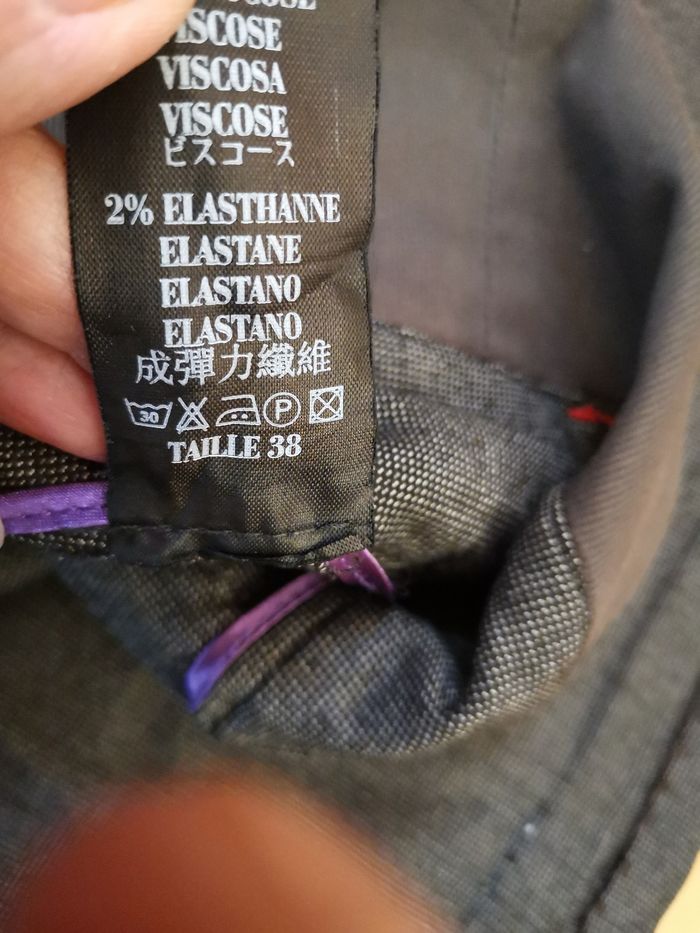 VISCOSE
VISCOSE
VISCOSA
VISCOSE
ビスコース
2% ELASTHANNE
ELASTANE
ELASTANO
ELASTANO
成彈力纖維
30 P
TAILLE 38